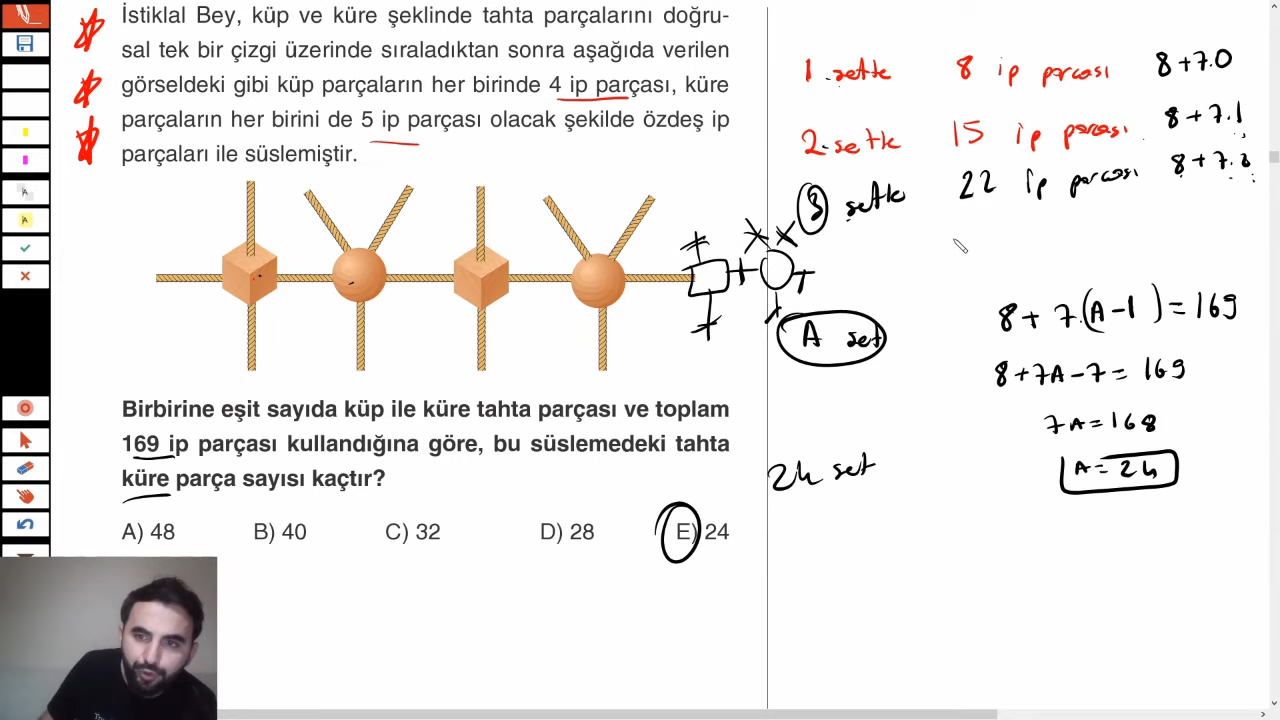 İstiklal Bey, küp ve küre şeklinde tahta parçalarını doğru-
sal tek bir çizgi üzerinde sıraladıktan sonra aşağıda verilen
görseldeki gibi küp parçaların her birinde 4 ip parçası, küre
parçaların her birini de 5 ip parçası olacak şekilde özdeş ip
parçaları ile süslemiştir.
Birbirine eşit sayıda küp ile küre tahta parçası ve toplam
169 ip parçası kullandığına göre, bu süslemedeki tahta
küre parça sayısı kaçtır?
A) 48 B) 40 C) 32 D) 28 E) 24
1. sette 8 ip parçası 8+7.0
2. sette 15 ip parçası 8+7.1
3 sette 22 ip parçası 8+7.2
A set
8+7.(A-1)=169
8+7A-7=169
7A=168
A=24
24 set